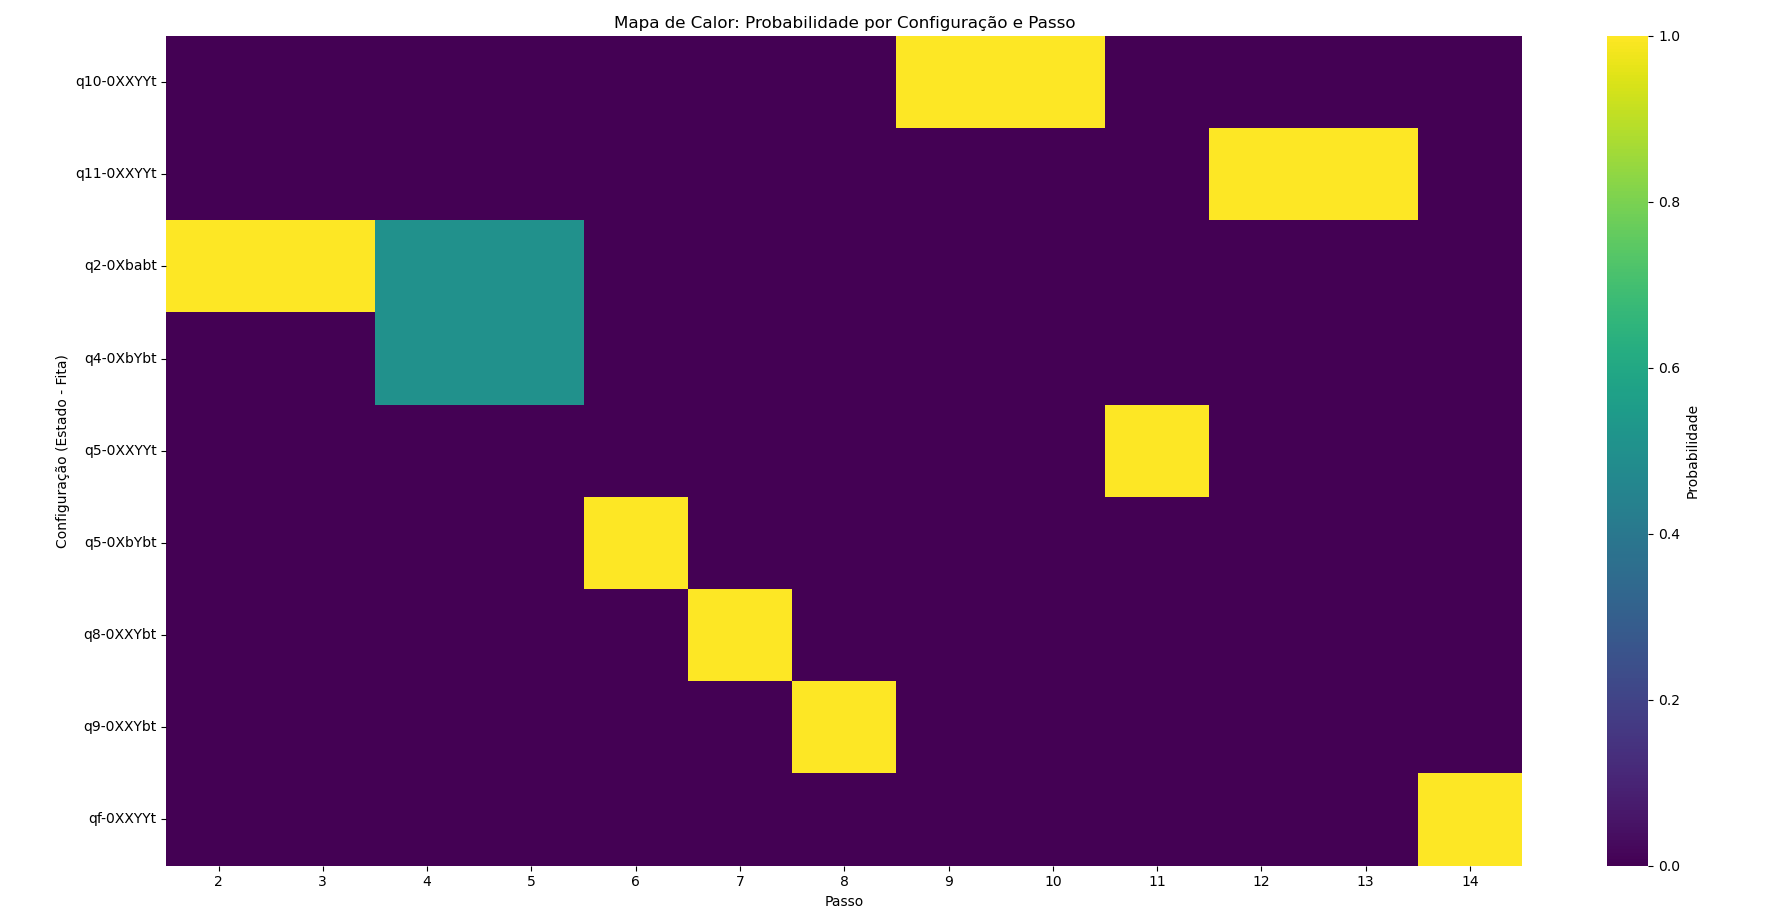 Mapa de Calor: Probabilidade por Configuração e Passo
Configuração (Estado - Fita)
q10-0XXYYt
q11-0XXYYt
q2-0Xbabt
q4-0XbYbt
q5-0XXYYt
q5-0XbYbt
q8-0XXYbt
q9-0XXYbt
qf-0XXYYt
2 3 4 5 6 7 8 9 10 11 12 13 14
Passo
1.0
0.8
0.6
0.4
0.2
0.0
Probabilidade